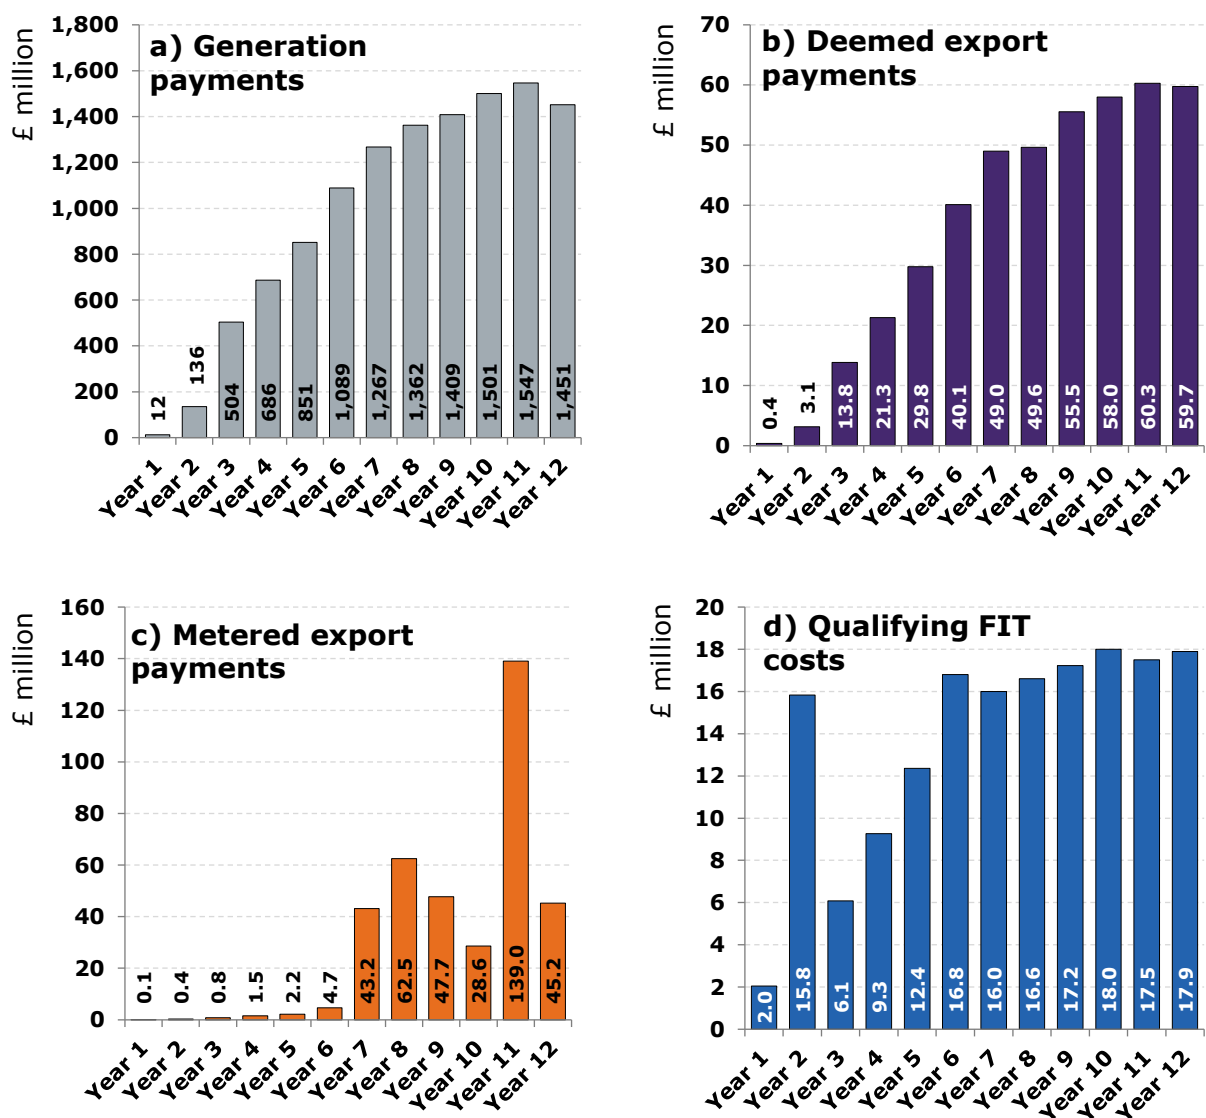 a) Generation
payments
£ million
1,800
1,600
1,400
1,200
1,000
800
600
400
200
0
12
136
504
686
851
1,089
1,267
1,362
1,409
1,501
1,547
1,451
Year 1
Year 2
Year 3
Year 4
Year 5
Year 6
Year 7
Year 8
Year 9
Year 10
Year 11
Year 12
b) Deemed export
payments
£ million
70
60
50
40
30
20
10
0
0.4
3.1
13.8
21.3
29.8
40.1
49.0
49.6
55.5
58.0
60.3
59.7
Year 1
Year 2
Year 3
Year 4
Year 5
Year 6
Year 7
Year 8
Year 9
Year 10
Year 11
Year 12
c) Metered export
payments
£ million
160
140
120
100
80
60
40
20
0
0.1
0.4
0.8
1.5
2.2
4.7
43.2
62.5
47.7
28.6
139.0
45.2
Year 1
Year 2
Year 3
Year 4
Year 5
Year 6
Year 7
Year 8
Year 9
Year 10
Year 11
Year 12
d) Qualifying FIT
costs
£ million
20
18
16
14
12
10
8
6
4
2
0
2.0
15.8
6.1
9.3
12.4
16.8
16.0
16.6
17.2
18.0
17.5
17.9
Year 1
Year 2
Year 3
Year 4
Year 5
Year 6
Year 7
Year 8
Year 9
Year 10
Year 11
Year 12